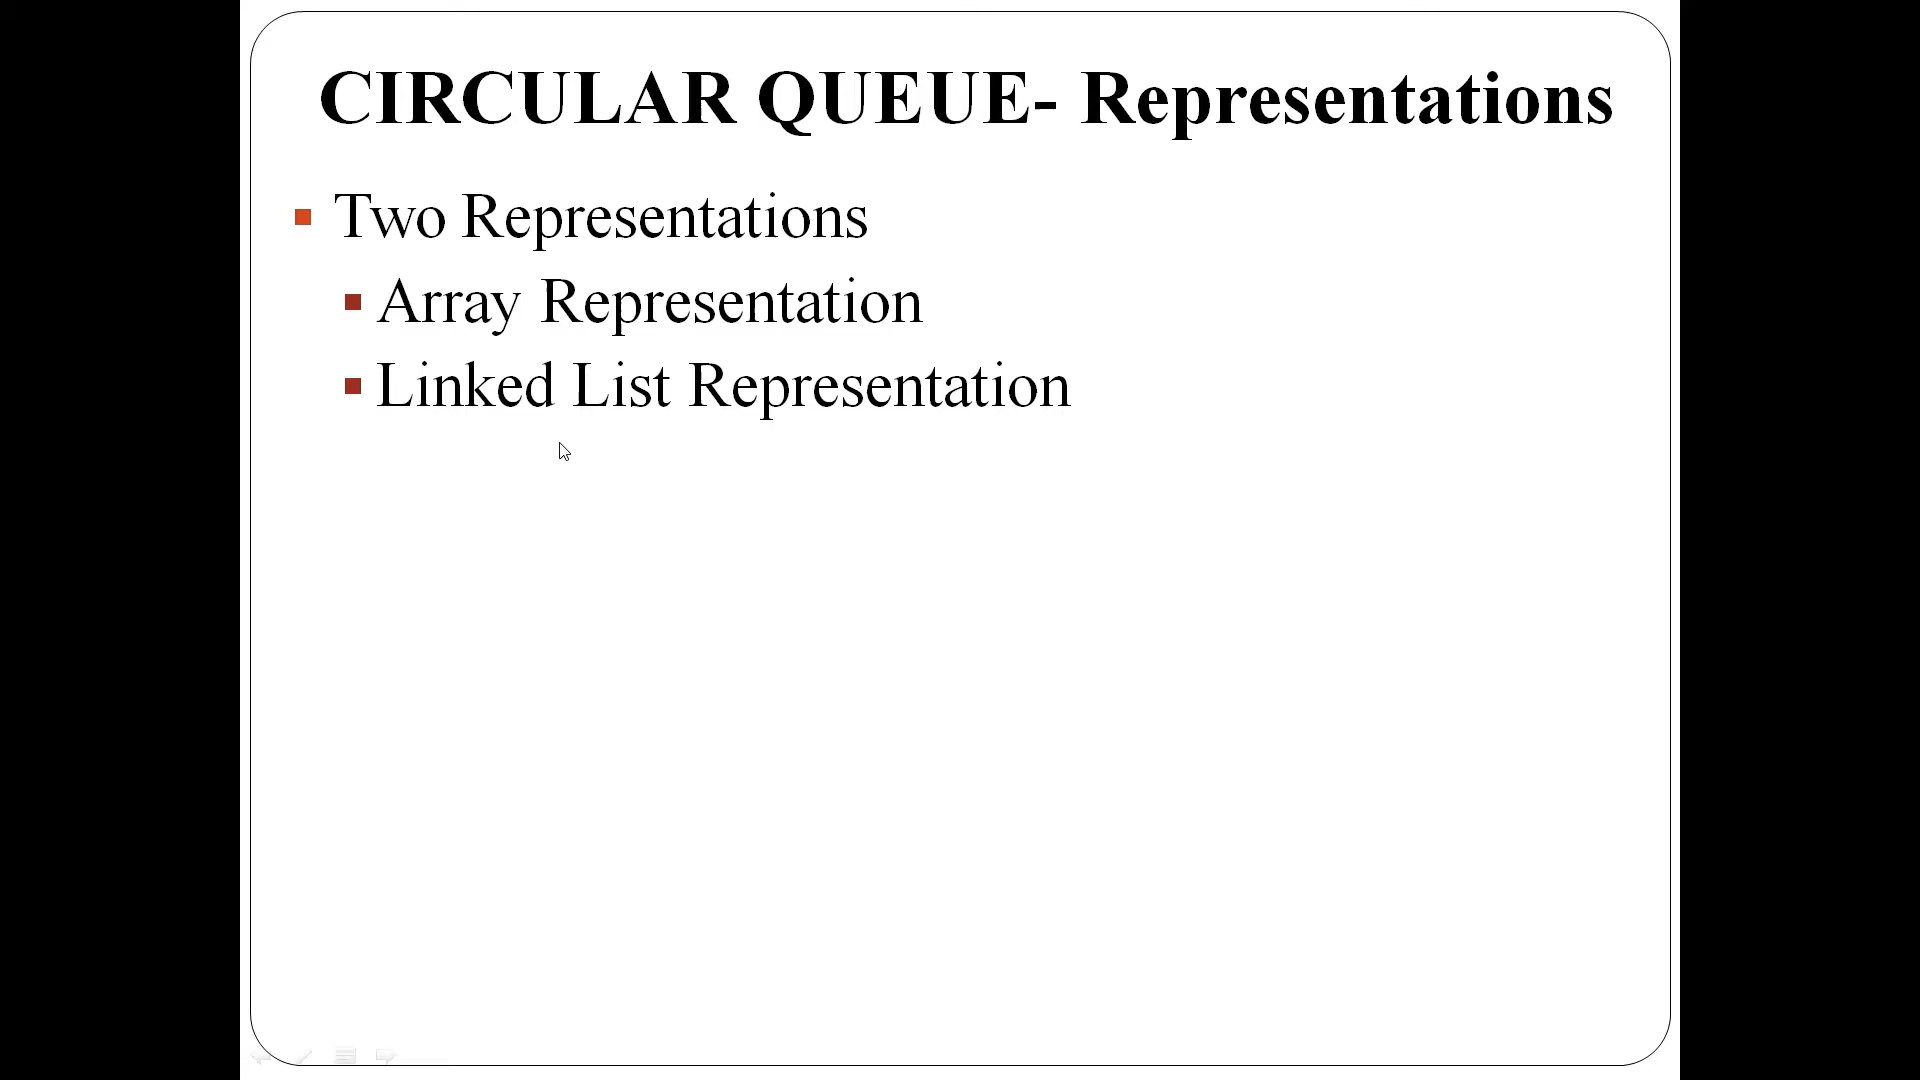 CIRCULAR QUEUE- Representations
Two Representations
Array Representation
Linked List Representation